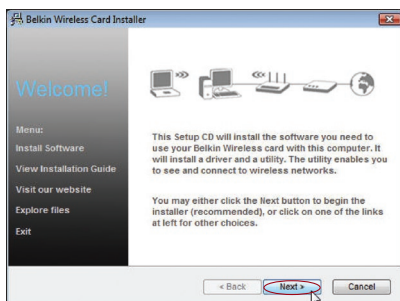 Belkin Wireless Card Installer
Welcome!
Menu:
Install Software
View Installation Guide
Visit our website
Explore files
Exit
This Setup CD will install the software you need to
use your Belkin Wireless card with this computer. It
will install a driver and a utility. The utility enables you
to see and connect to wireless networks.
You may either click the Next button to begin the
installer (recommended), or click on one of the links
at left for other choices.
< Back
Next >
Cancel